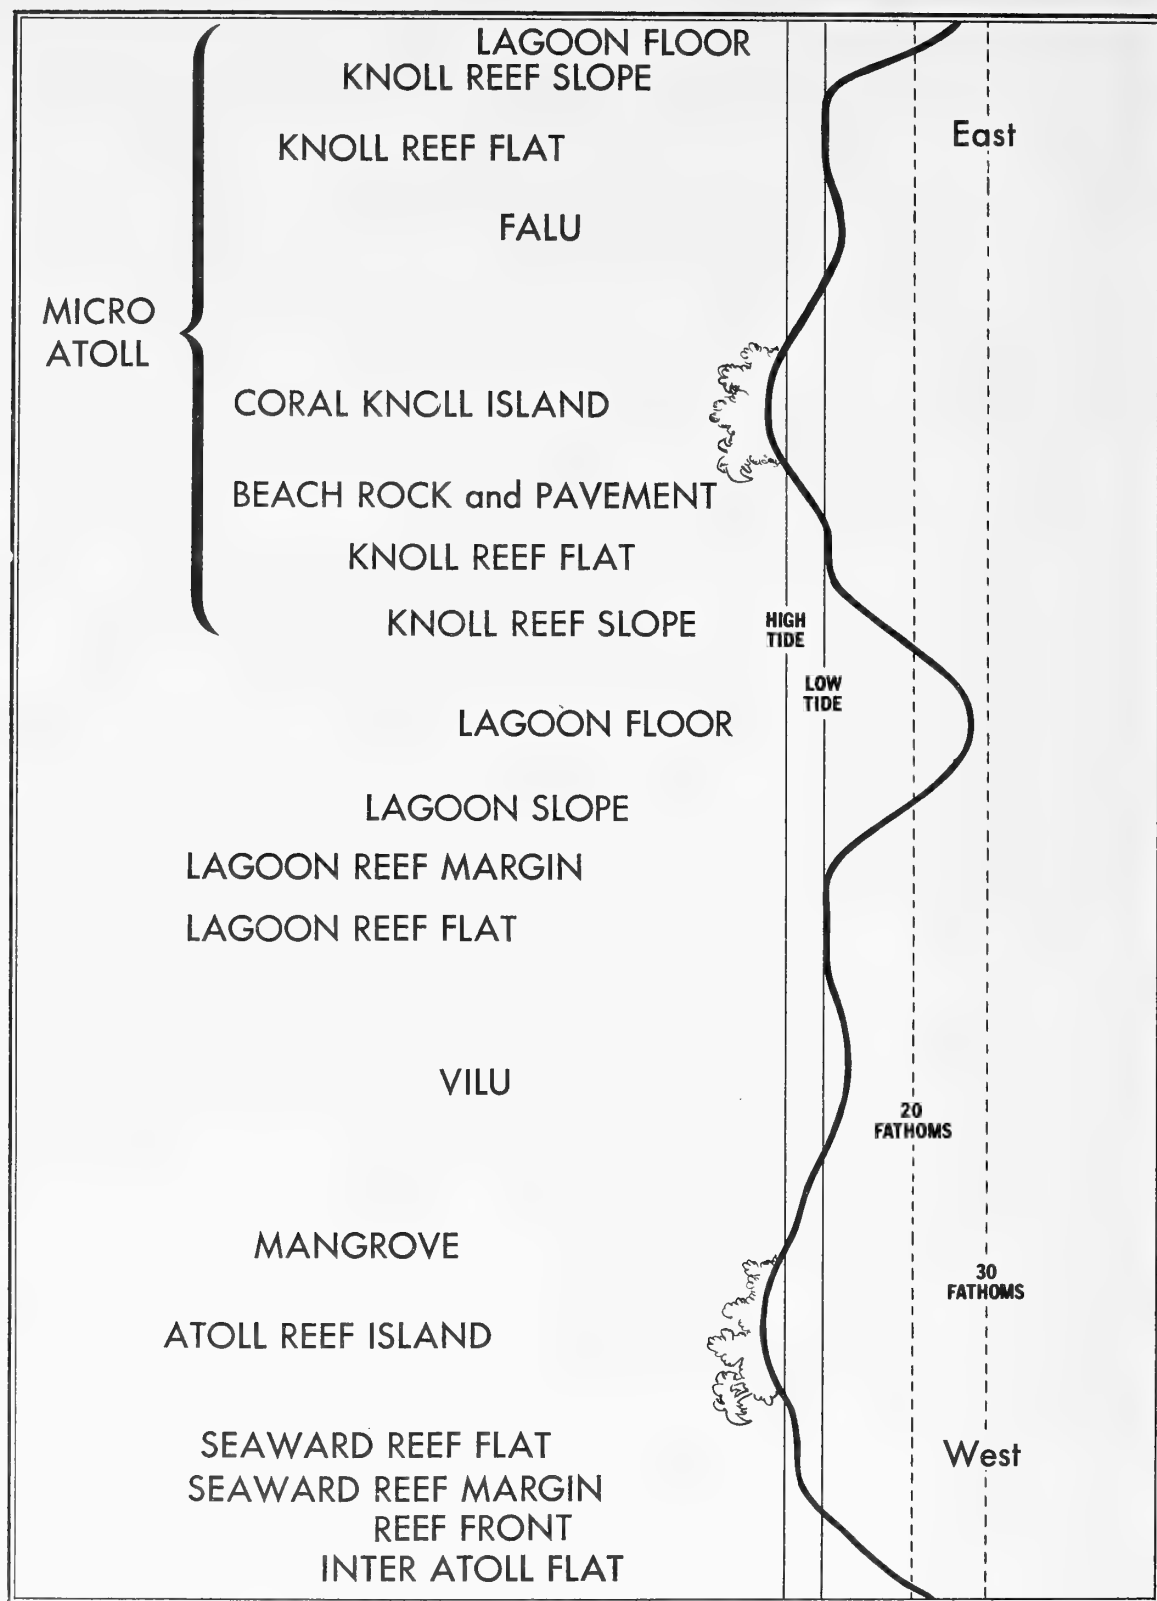 LAGOON FLOOR
KNOLL REEF SLOPE
East
KNOLL REEF FLAT
FALU
MICRO
ATOLL
CORAL KNOLL ISLAND
BEACH ROCK and PAVEMENT
KNOLL REEF FLAT
KNOLL REEF SLOPE
HIGH
TIDE
LOW
TIDE
LAGOON FLOOR
LAGOON SLOPE
LAGOON REEF MARGIN
LAGOON REEF FLAT
VILU
20
FATHOMS
MANGROVE
30
FATHOMS
ATOLL REEF ISLAND
SEAWARD REEF FLAT
West
SEAWARD REEF MARGIN
REEF FRONT
INTER ATOLL FLAT